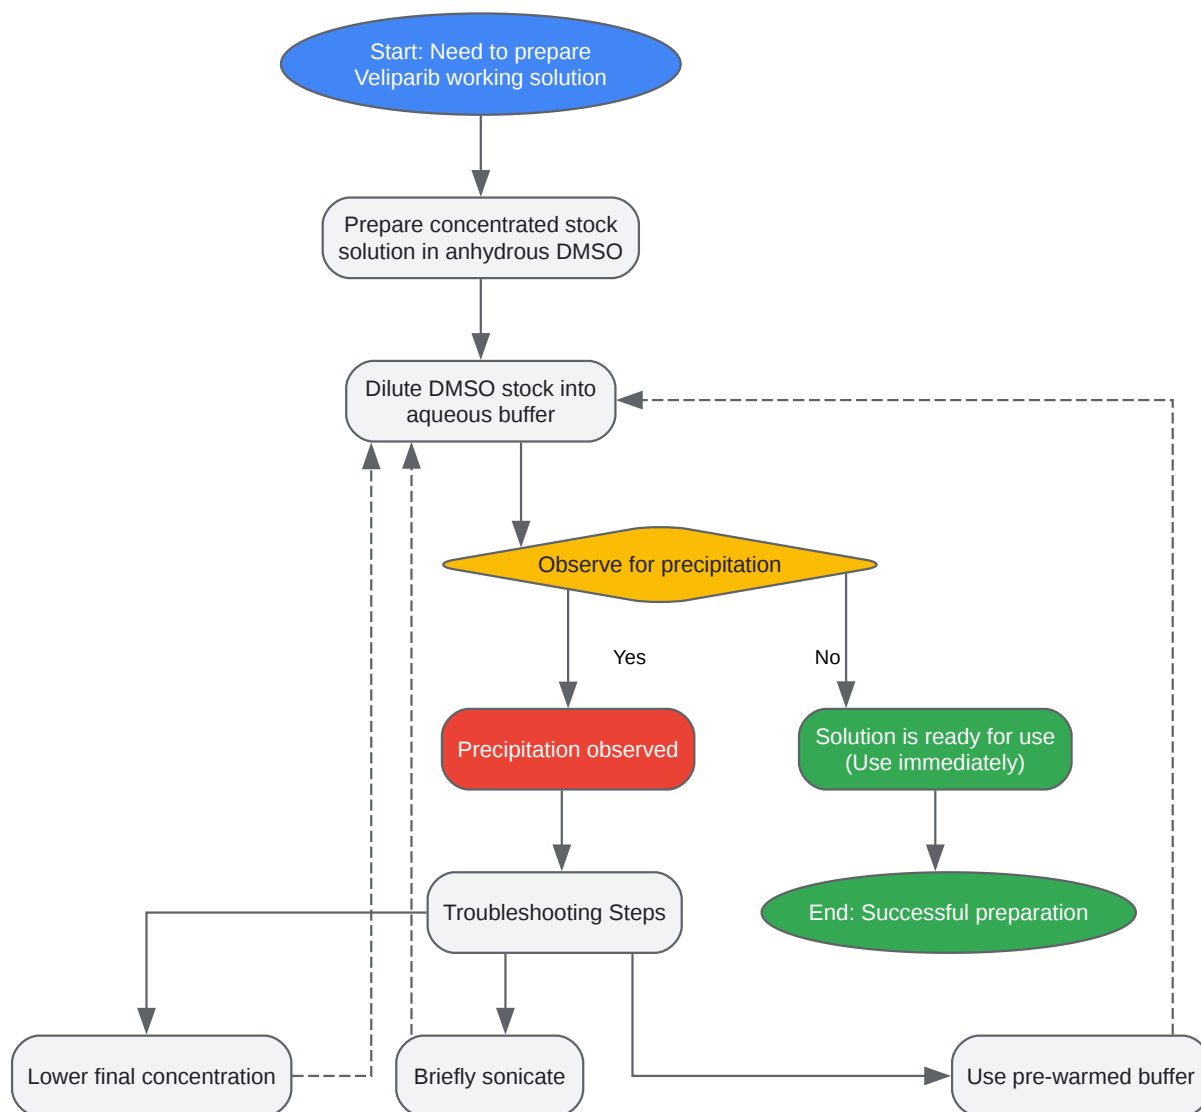 Start: Need to prepare
Veliparib working solution
Prepare concentrated stock
solution in anhydrous DMSO
Dilute DMSO stock into
aqueous buffer
Observe for precipitation
Yes
No
Precipitation observed
Solution is ready for use
(Use immediately)
Troubleshooting Steps
End: Successful preparation
Lower final concentration
Briefly sonicate
Use pre-warmed buffer